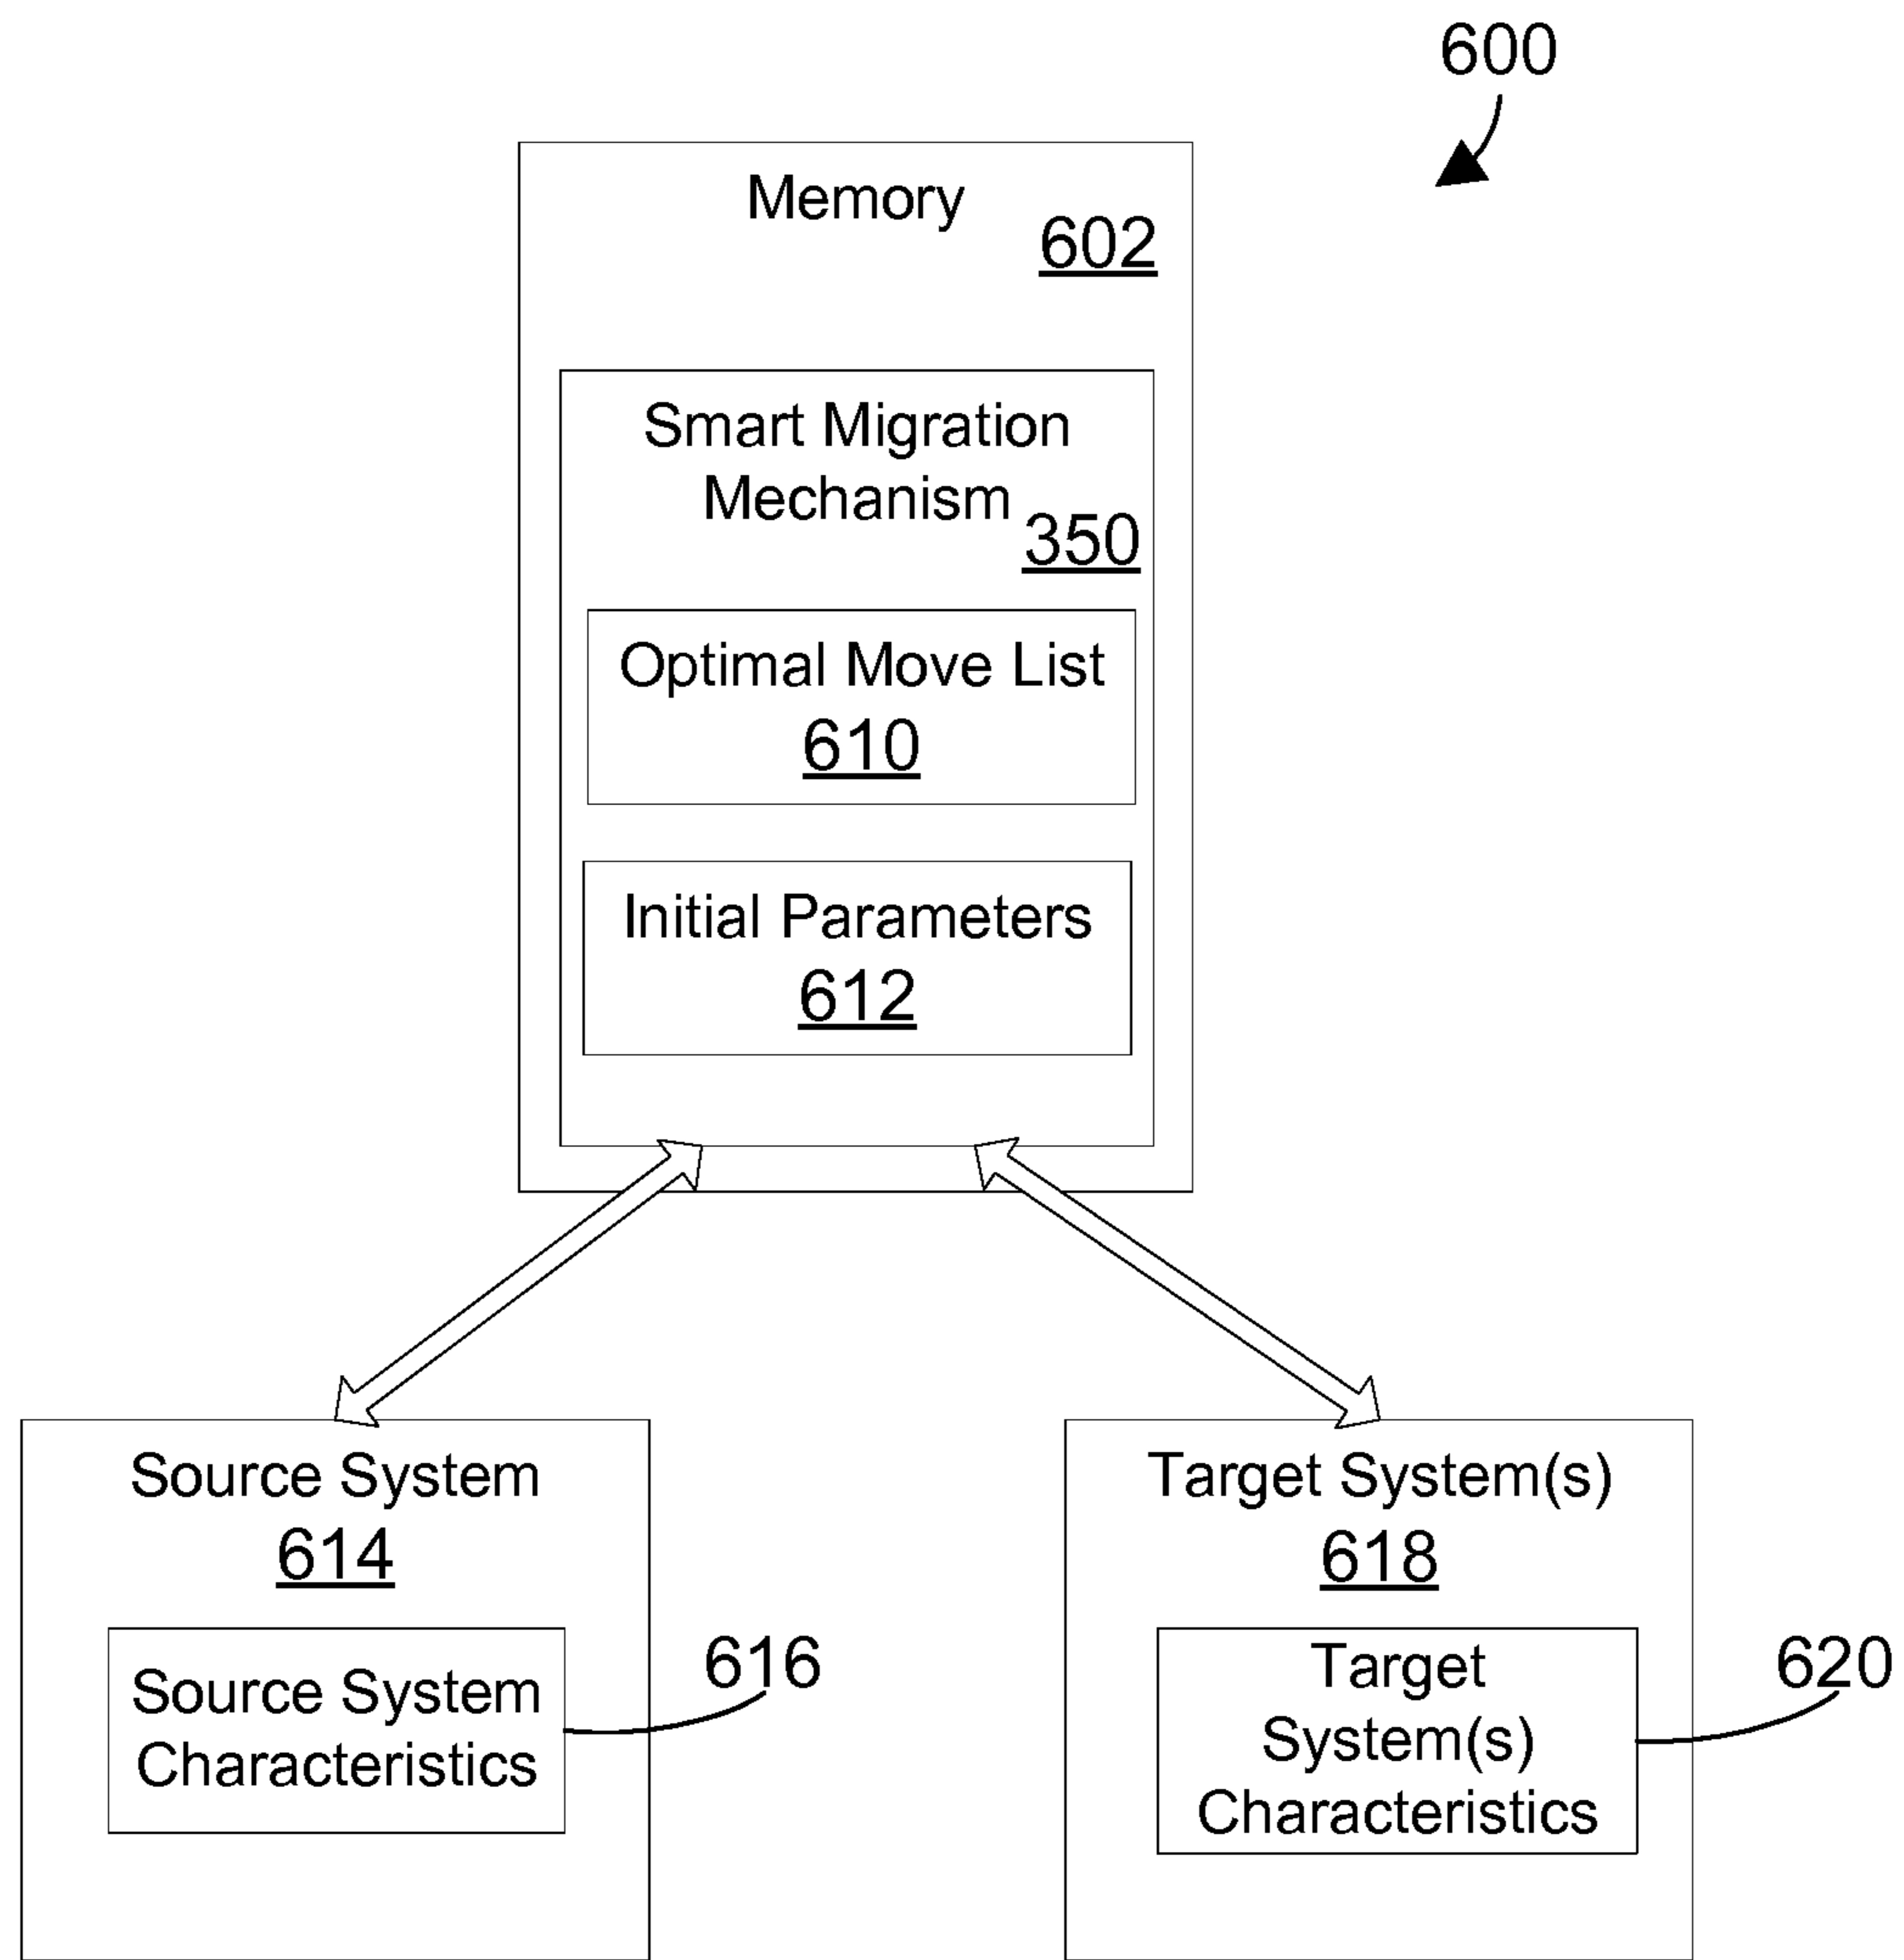 600
Memory
602
Smart Migration
Mechanism
350
Optimal Move List
610
Initial Parameters
612
Source System
614
Source System
Characteristics
616
Target System(s)
618
Target
System(s)
Characteristics
620